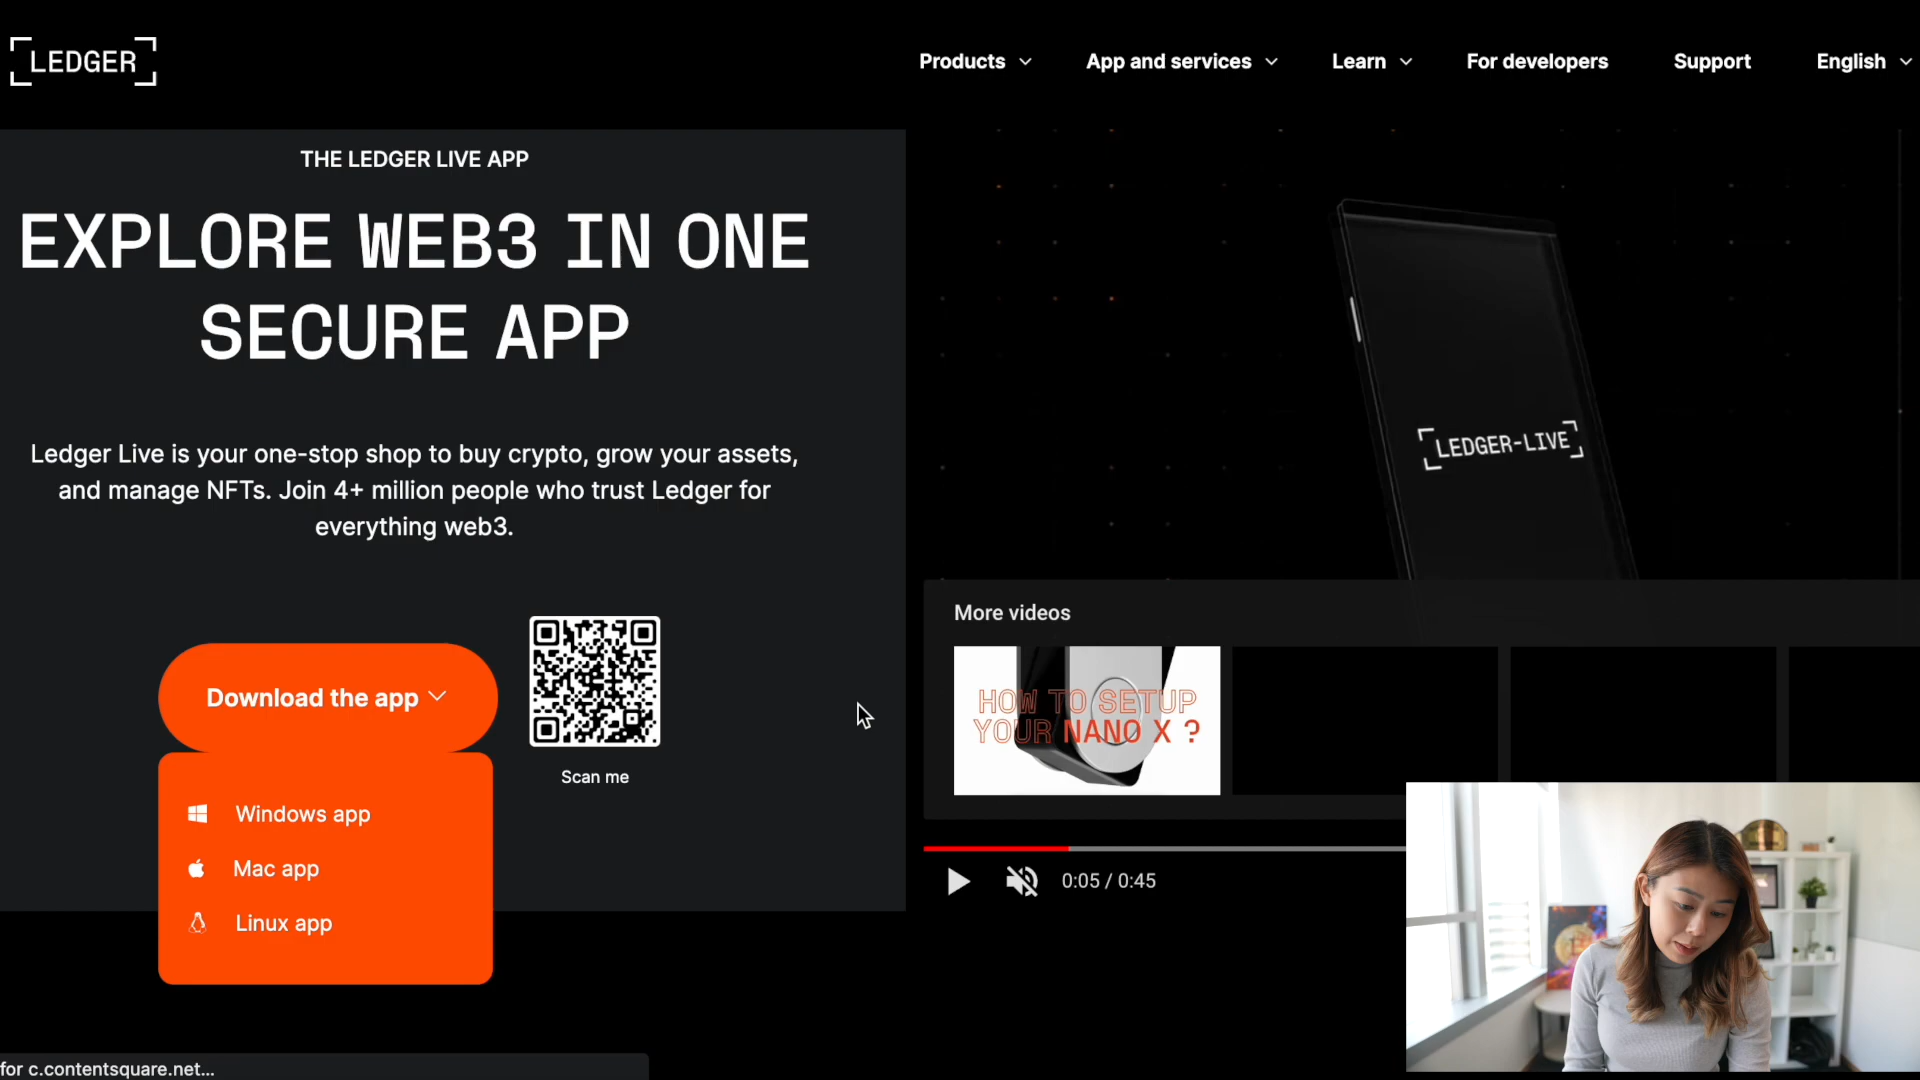 LEDGER
Products
App and services
Learn
For developers
Support
English
THE LEDGER LIVE APP
EXPLORE WEB3 IN ONE
SECURE APP
Ledger Live is your one-stop shop to buy crypto, grow your assets,
and manage NFTs. Join 4+ million people who trust Ledger for
everything web3.
Download the app
Scan me
Windows app
Mac app
Linux app
LEDGER-LIVE
More videos
HOW TO SETUP
YOUR NANO X ?
0:05 / 0:45
for c.contentsquare.net...